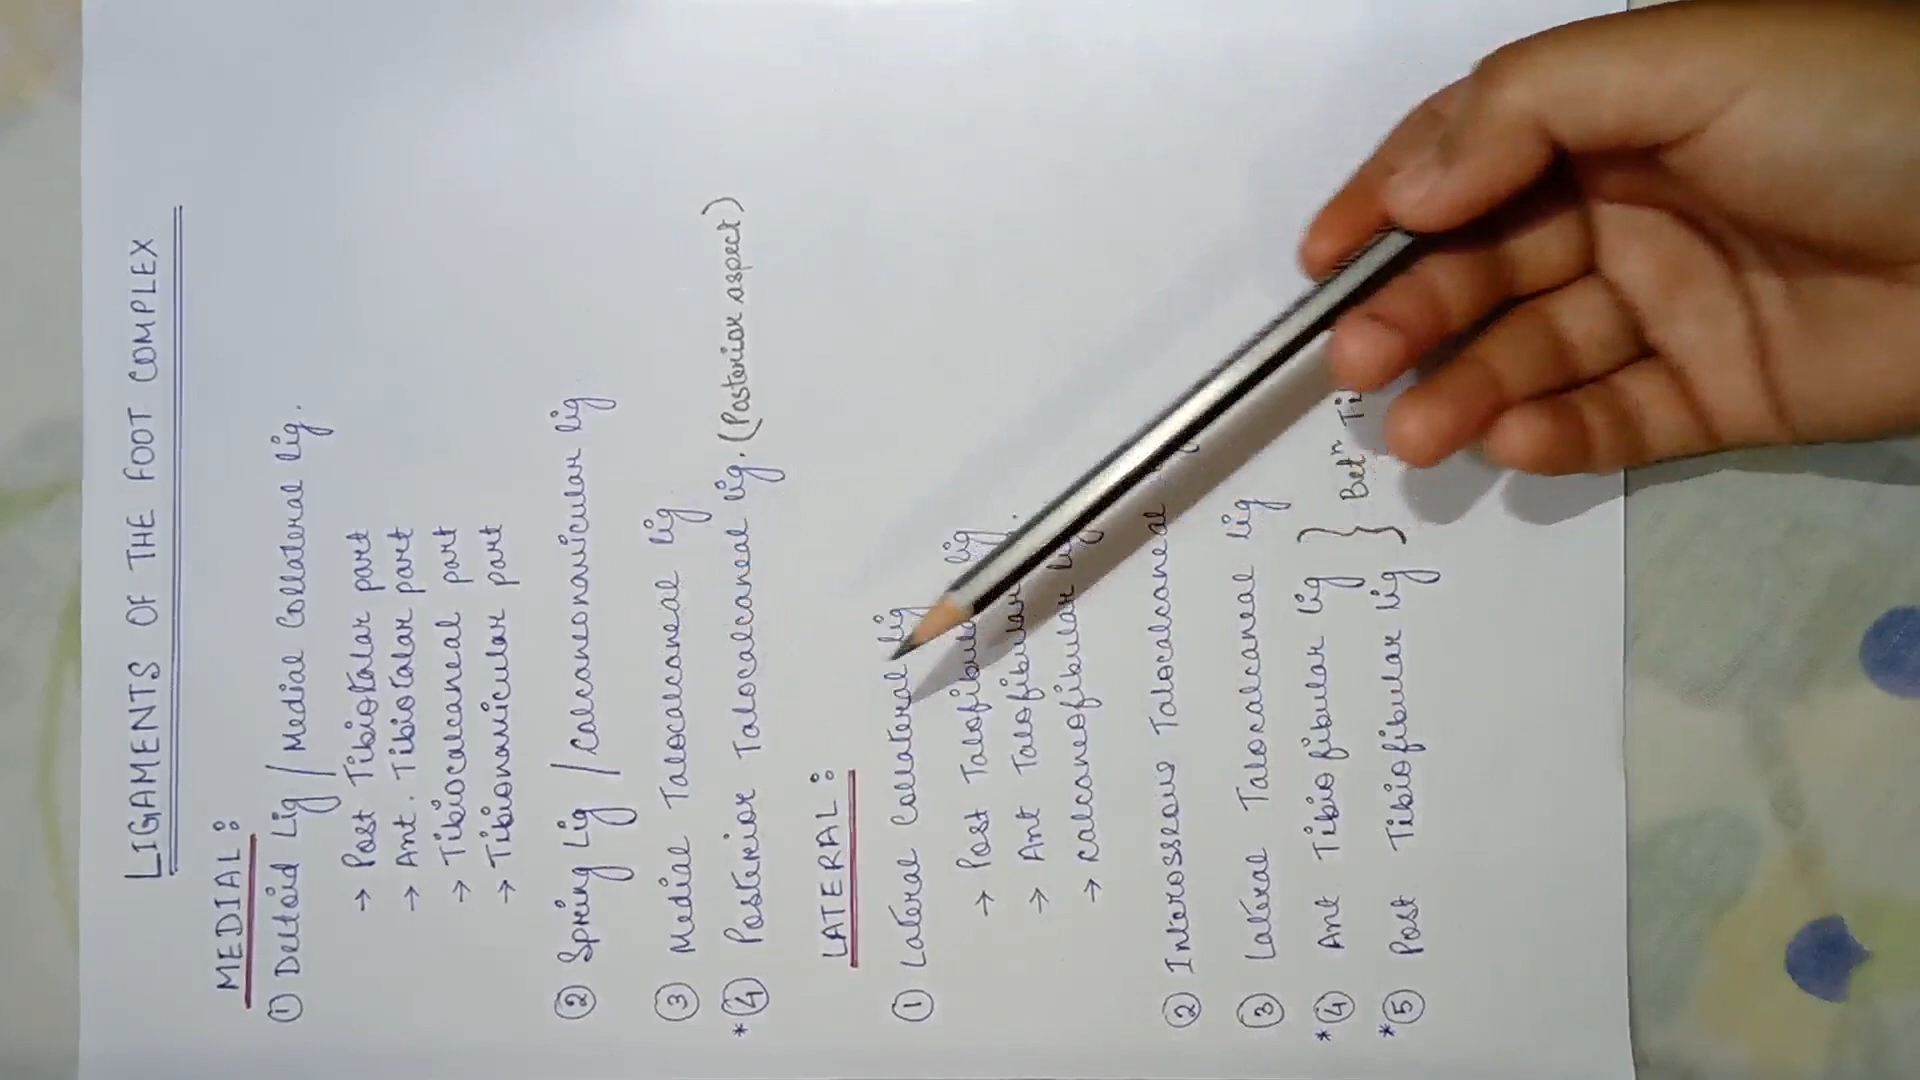 LIGAMENTS OF THE FOOT COMPLEX
MEDIAL :
① Deltoid Lig / Medial Collateral Lig.
→ Post Tibiotalar part
→ Ant. Tibiotalar part
→ Tibiocalcaneal part
→ Tibionavicular part
② Spring Lig / Calcaneonavicular lig
③ Medial Talocalcaneal lig
*④ Posterior Talocalcaneal lig. (Posterior aspect)
LATERAL :
① Lateral Collateral lig
→ Post Talofibular lig
→ Ant Talofibular
→ Calcaneofibular lig
② Interosseous Talocalcaneal
③ Lateral Talocalcaneal lig
*④ Ant Tibiofibular lig } Betn
*⑤ Post Tibiofibular lig